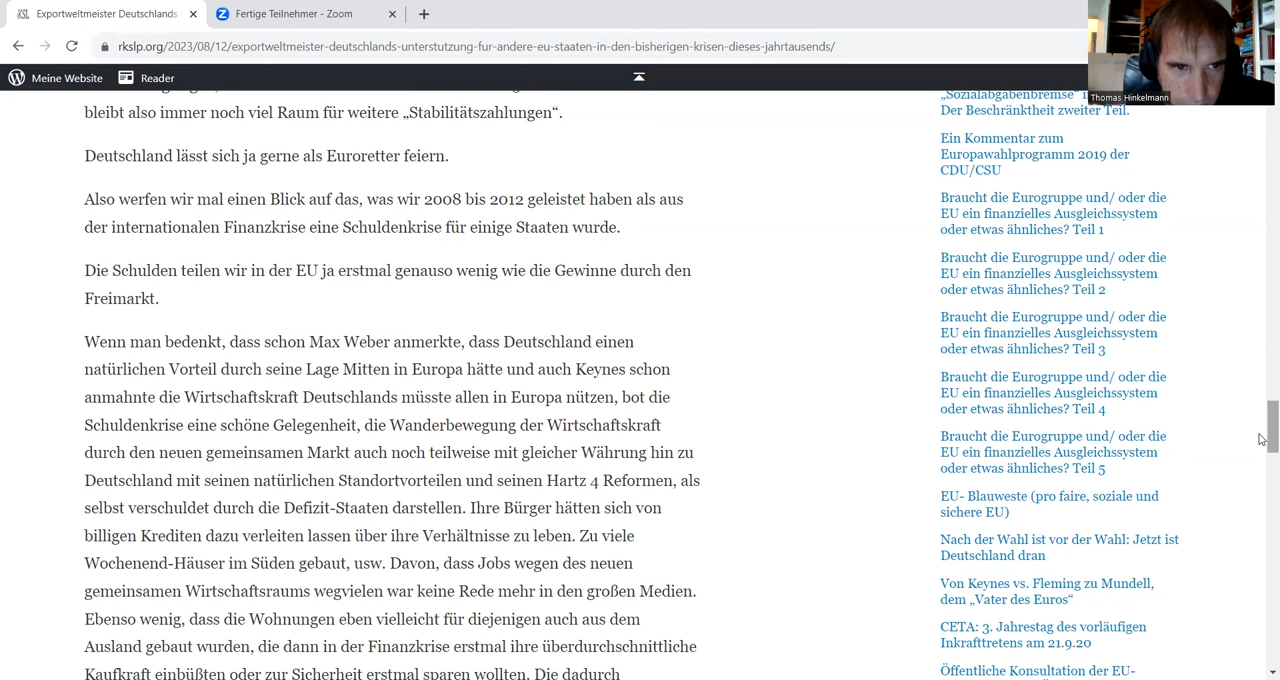 Exportweltmeister Deutschlands
Fertige Teilnehmer - Zoom
rkslp.org/2023/08/12/exportweltmeister-deutschlands-unterstutzung-fur-andere-eu-staaten-in-den-bisherigen-krisen-dieses-jahrtausends/
Meine Website
Reader
Thomas Hinkelmann
bleibt also immer noch viel Raum für weitere „Stabilitätszahlungen“.
Deutschland lässt sich ja gerne als Euroretter feiern.
Also werfen wir mal einen Blick auf das, was wir 2008 bis 2012 geleistet haben als aus
der internationalen Finanzkrise eine Schuldenkrise für einige Staaten wurde.
Die Schulden teilen wir in der EU ja erstmal genauso wenig wie die Gewinne durch den
Freimarkt.
Wenn man bedenkt, dass schon Max Weber anmerkte, dass Deutschland einen
natürlichen Vorteil durch seine Lage Mitten in Europa hätte und auch Keynes schon
anmahnte die Wirtschaftskraft Deutschlands müsste allen in Europa nützen, bot die
Schuldenkrise eine schöne Gelegenheit, die Wanderbewegung der Wirtschaftskraft
durch den neuen gemeinsamen Markt auch noch teilweise mit gleicher Währung hin zu
Deutschland mit seinen natürlichen Standortvorteilen und seinen Hartz 4 Reformen, als
selbst verschuldet durch die Defizit-Staaten darstellen. Ihre Bürger hätten sich von
billigen Krediten dazu verleiten lassen über ihre Verhältnisse zu leben. Zu viele
Wochenend-Häuser im Süden gebaut, usw. Davon, dass Jobs wegen des neuen
gemeinsamen Wirtschaftsraums wegvielen war keine Rede mehr in den großen Medien.
Ebenso wenig, dass die Wohnungen eben vielleicht für diejenigen auch aus dem
Ausland gebaut wurden, die dann in der Finanzkrise erstmal ihre überdurchschnittliche
Kaufkraft einbüßten oder zur Sicherheit erstmal sparen wollten. Die dadurch
„Sozialabgabenbremse“
Der Beschränktheit zweiter Teil.
Ein Kommentar zum
Europawahlprogramm 2019 der
CDU/CSU
Braucht die Eurogruppe und/ oder die
EU ein finanzielles Ausgleichssystem
oder etwas ähnliches? Teil 1
Braucht die Eurogruppe und/ oder die
EU ein finanzielles Ausgleichssystem
oder etwas ähnliches? Teil 2
Braucht die Eurogruppe und/ oder die
EU ein finanzielles Ausgleichssystem
oder etwas ähnliches? Teil 3
Braucht die Eurogruppe und/ oder die
EU ein finanzielles Ausgleichssystem
oder etwas ähnliches? Teil 4
Braucht die Eurogruppe und/ oder die
EU ein finanzielles Ausgleichssystem
oder etwas ähnliches? Teil 5
EU- Blauweste (pro faire, soziale und
sichere EU)
Nach der Wahl ist vor der Wahl: Jetzt ist
Deutschland dran
Von Keynes vs. Fleming zu Mundell,
dem „Vater des Euros“
CETA: 3. Jahrestag des vorläufigen
Inkrafttretens am 21.9.20
Öffentliche Konsultation der EU-